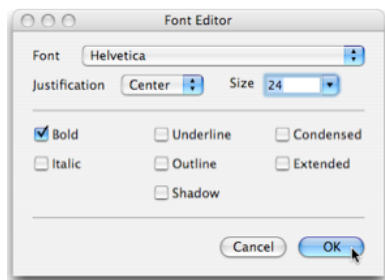 Font Editor
Font Helvetica
Justification Center Size 24
Bold Underline Condensed
Italic Outline Extended
Shadow
Cancel OK